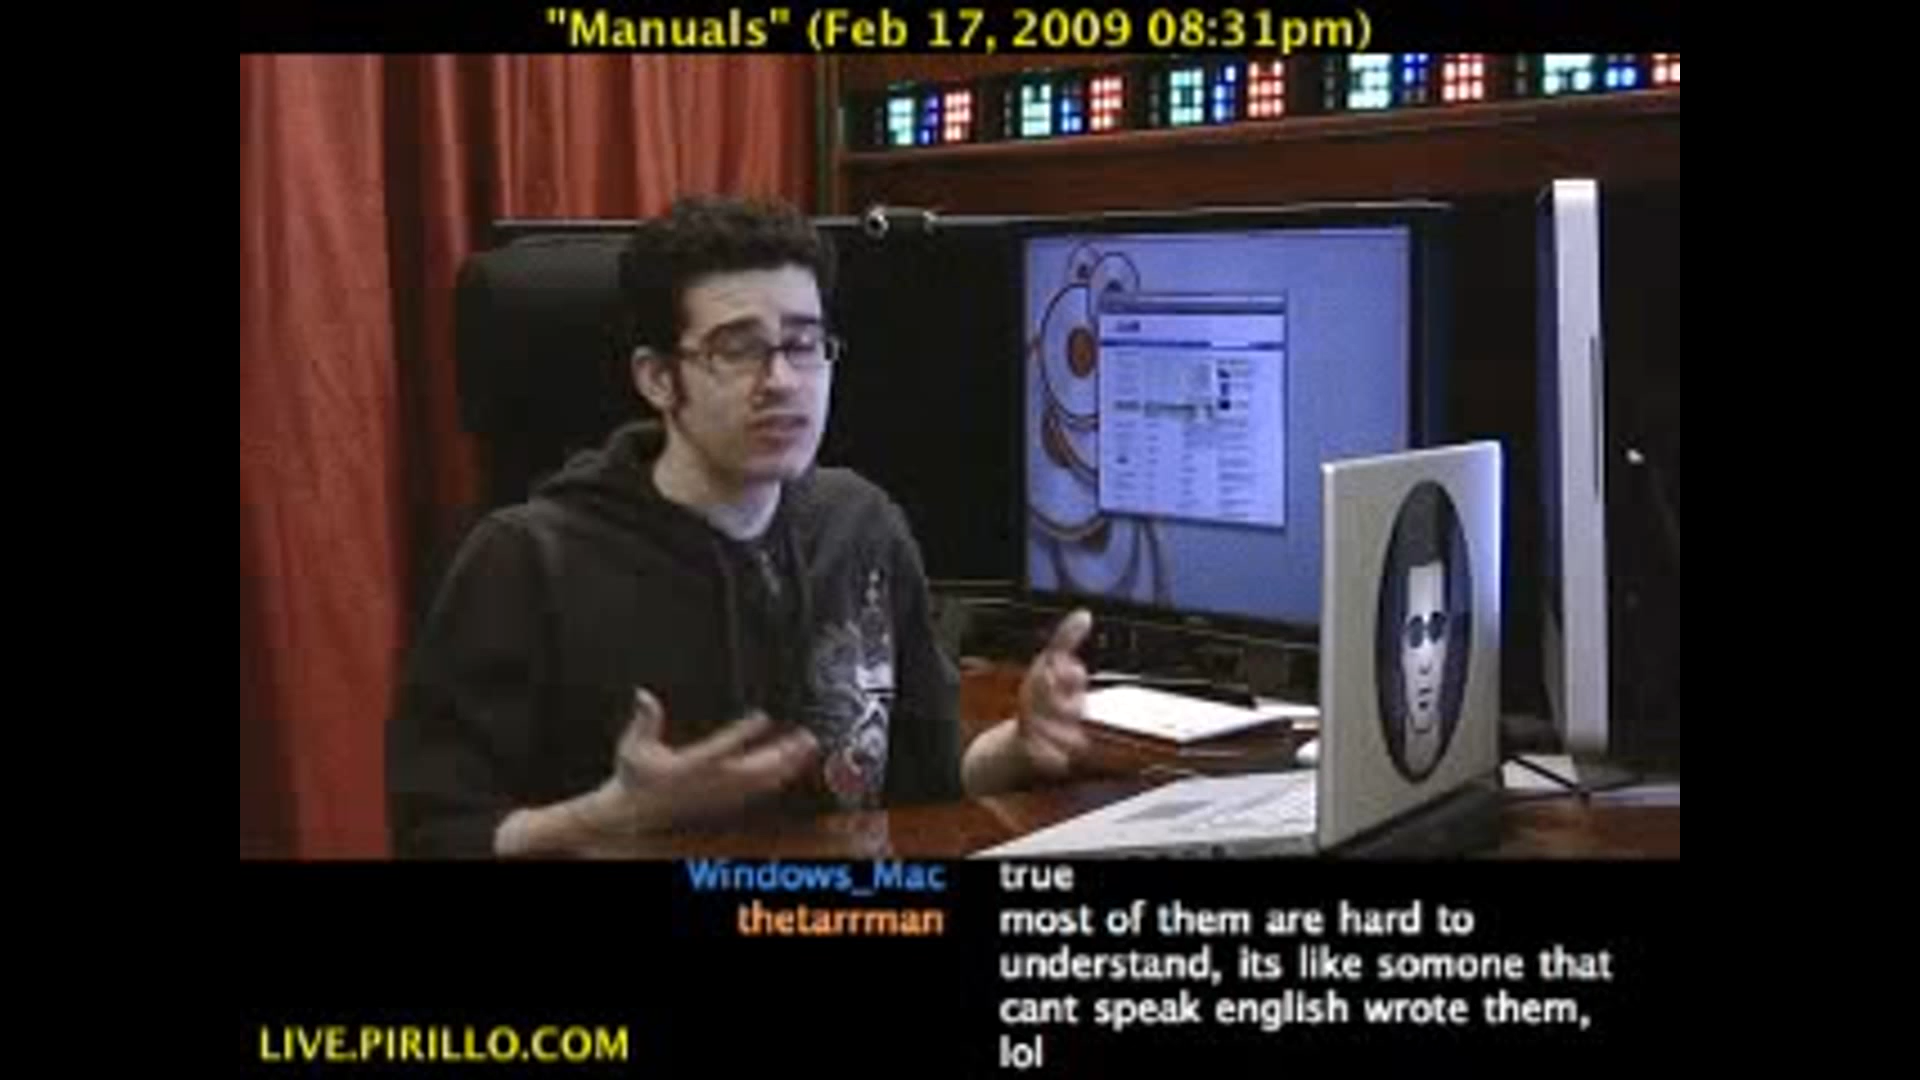 "Manuals" (Feb 17, 2009 08:31pm)
Windows_Mac true
thetarrman most of them are hard to
understand, its like somone that
cant speak english wrote them,
lol
LIVE.PIRILLO.COM